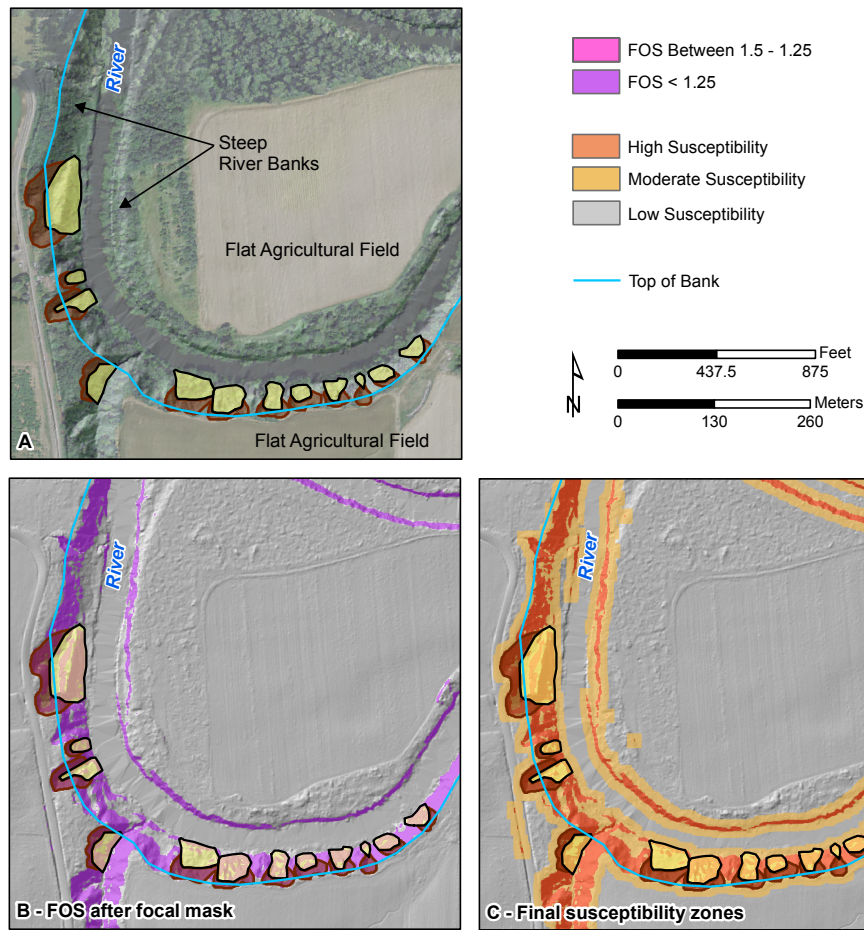 River
Steep
River Banks
Flat Agricultural Field
Flat Agricultural Field
A
FOS Between 1.5 - 1.25
FOS < 1.25
High Susceptibility
Moderate Susceptibility
Low Susceptibility
Top of Bank
N
Feet
0 437.5 875
Meters
0 130 260
River
B - FOS after focal mask
River
C - Final susceptibility zones